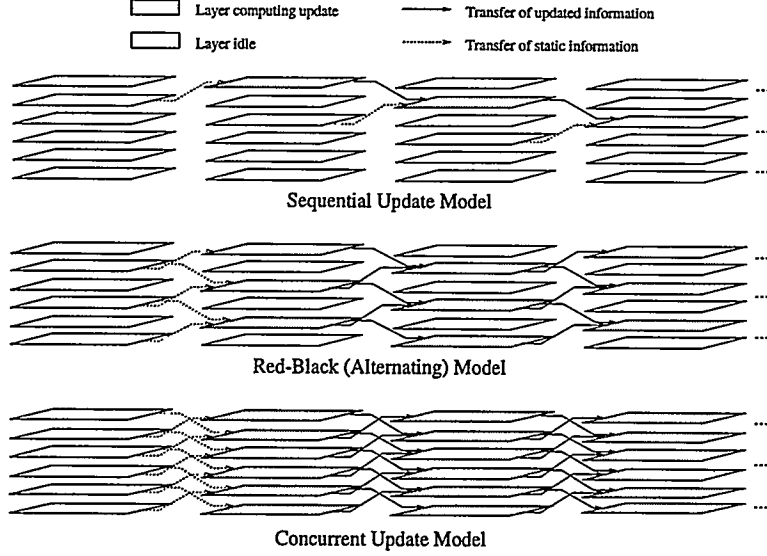 Layer computing update
Transfer of updated information
Layer idle
Transfer of static information
Sequential Update Model
Red-Black (Alternating) Model
Concurrent Update Model